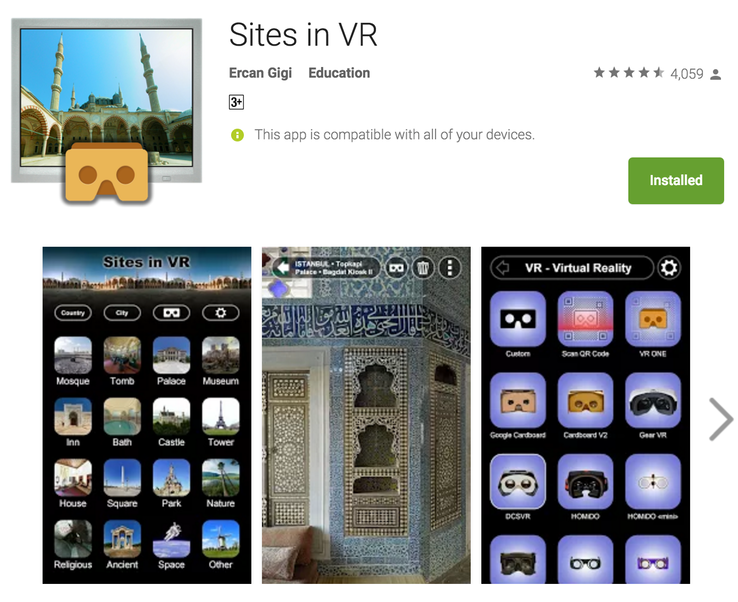 Sites in VR
Ercan Gigi Education
4,059
3+
This app is compatible with all of your devices.
Installed
Sites in VR
Country City
Mosque Tomb Palace Museum
Inn Bath Castle Tower
House Square Park Nature
Religious Ancient Space Other
ISTANBUL • Topkapi
Palace • Bagdat Kiosk II
VR - Virtual Reality
Custom Scan QR Code VR ONE
Google Cardboard Cardboard V2 Gear VR
DCSVR HOMIDO HOMIDO «mini»